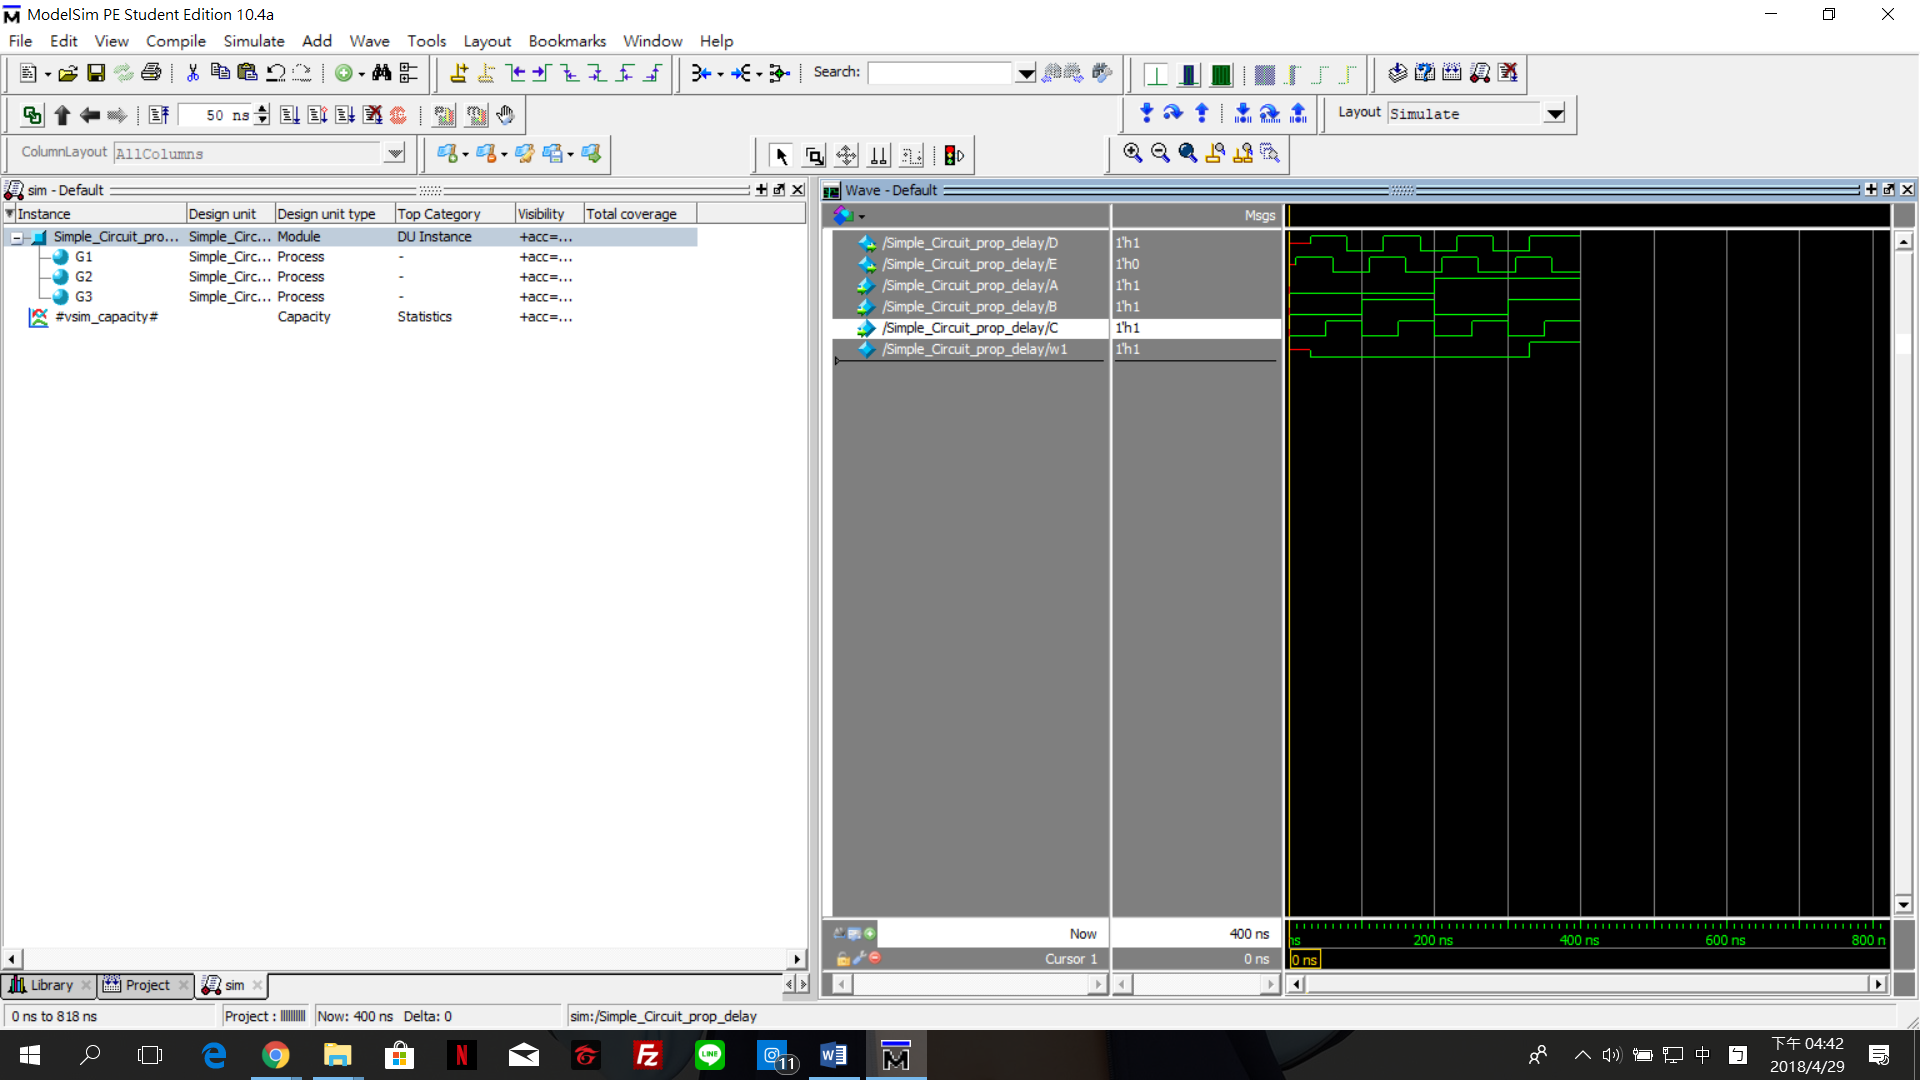 ModelSim PE Student Edition 10.4a
File Edit View Compile Simulate Add Wave Tools Layout Bookmarks Window Help
Search:
50 ns
Layout Simulate
ColumnLayout AllColumns
sim - Default
Instance Design unit Design unit type Top Category Visibility Total coverage
Simple_Circuit_pro... Simple_Circ... Module DU Instance +acc=...
G1 Simple_Circ... Process - +acc=...
G2 Simple_Circ... Process - +acc=...
G3 Simple_Circ... Process - +acc=...
#vsim_capacity# Capacity Statistics +acc=...
Wave - Default
Msgs
/Simple_Circuit_prop_delay/D 1'h1
/Simple_Circuit_prop_delay/E 1'h0
/Simple_Circuit_prop_delay/A 1'h1
/Simple_Circuit_prop_delay/B 1'h1
/Simple_Circuit_prop_delay/C 1'h1
/Simple_Circuit_prop_delay/w1 1'h1
Now 400 ns
ns 200 ns 400 ns 600 ns 800 n
Cursor 1 0 ns
0 ns
Library Project sim
0 ns to 818 ns Project : Now: 400 ns Delta: 0 sim:/Simple_Circuit_prop_delay
11
中
下午 04:42
2018/4/29